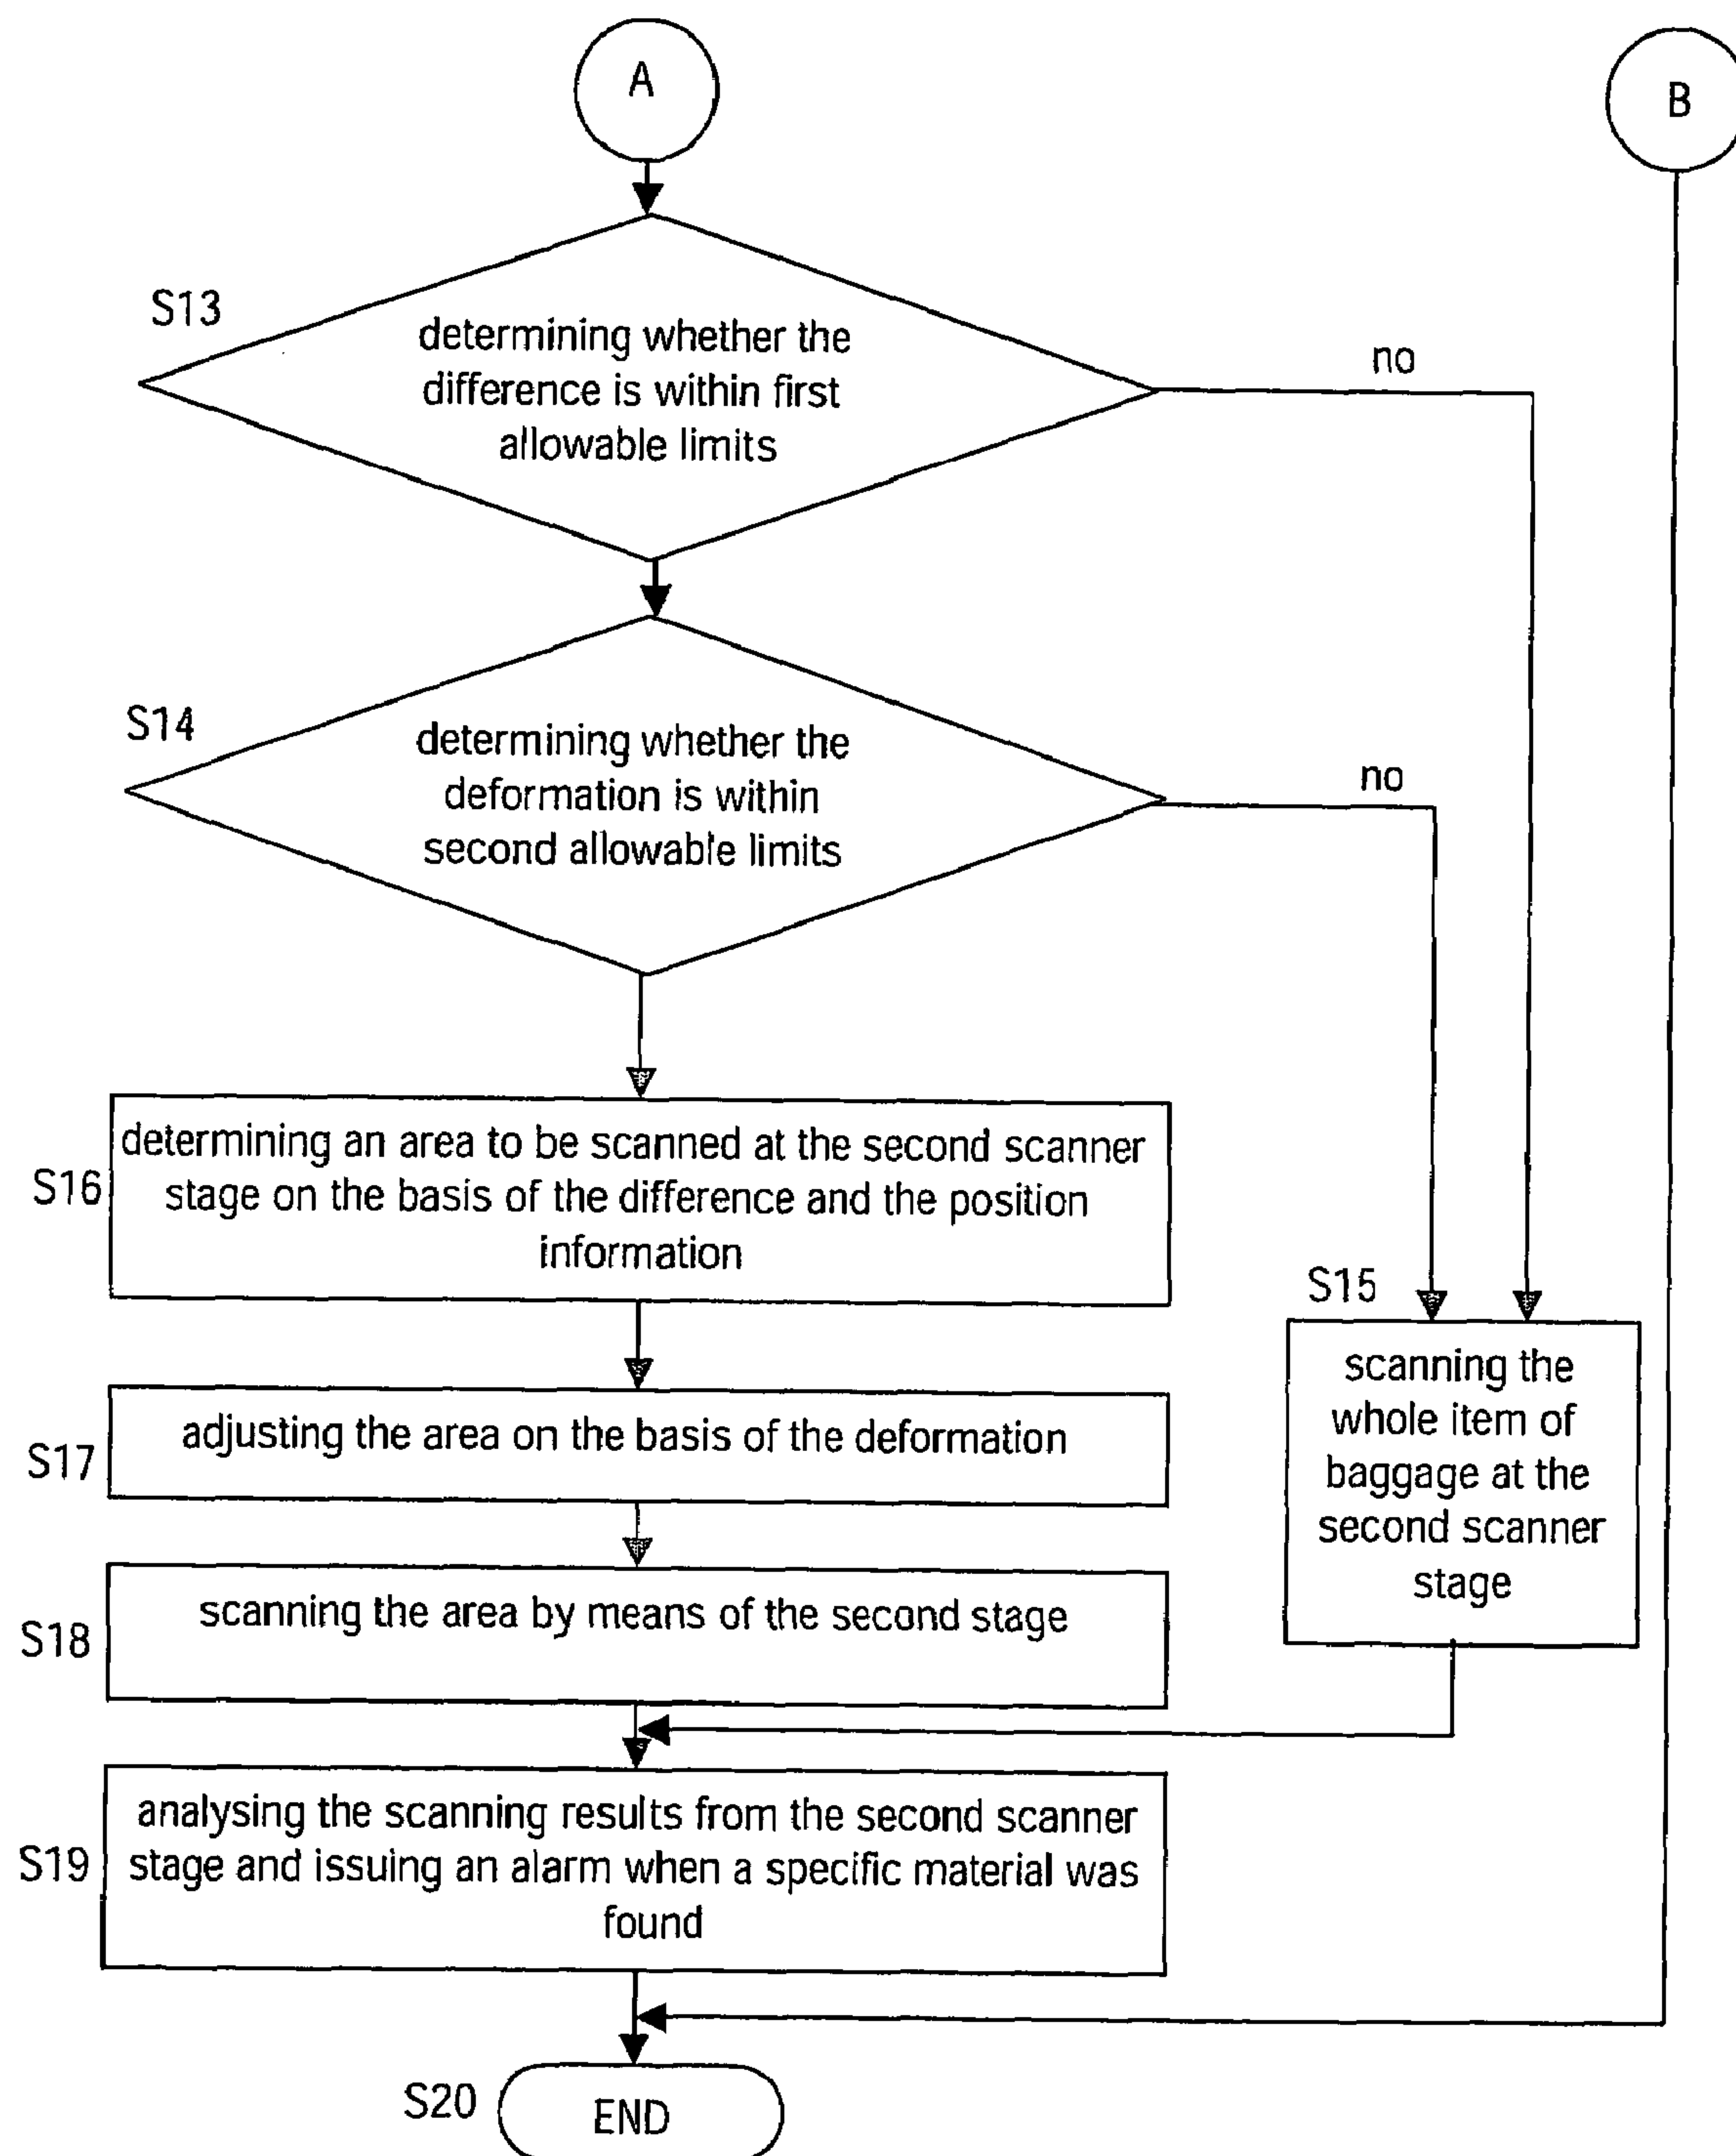 A
B
S13
determining whether the
difference is within first
allowable limits
no
S14
determining whether the
deformation is within
second allowable limits
no
S16
determining an area to be scanned at the second scanner
stage on the basis of the difference and the position
information
S15
scanning the
whole item of
baggage at the
second scanner
stage
S17
adjusting the area on the basis of the deformation
S18
scanning the area by means of the second stage
S19
analysing the scanning results from the second scanner
stage and issuing an alarm when a specific material was
found
S20
END